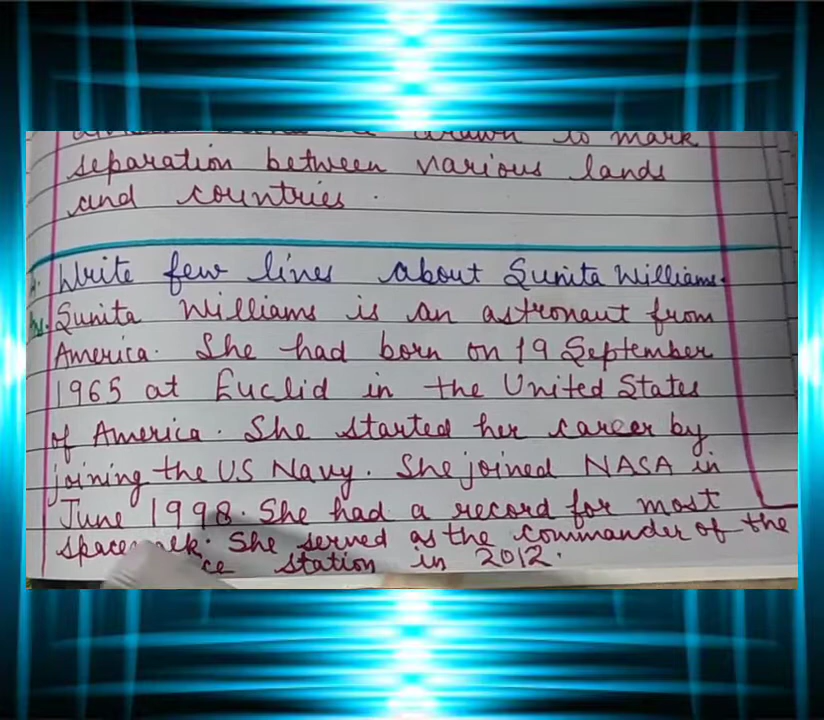 drawn to mark
separation between various lands
and countries.
Write few lines about Sunita Williams.
Ans. Sunita Williams is an astronaut from
America. She had born on 19 September
1965 at Euclid in the United States
of America. She started her career by
joining the US Navy. She joined NASA in
June 1998. She had a record for most
She served as the commander of the
station in 2012.